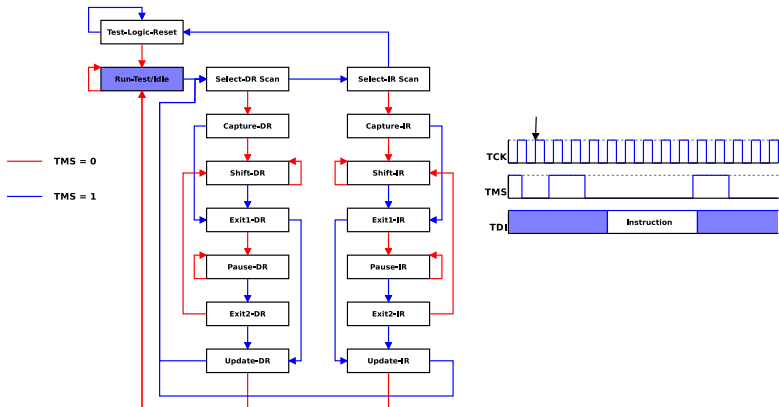 Test-Logic-Reset
Run-Test/Idle
Select-DR Scan
Select-IR Scan
Capture-DR
Capture-IR
TMS = 0
Shift-DR
Shift-IR
TMS = 1
Exit1-DR
Exit1-IR
Pause-DR
Pause-IR
Exit2-DR
Exit2-IR
Update-DR
Update-IR
TCK
TMS
TDI
Instruction